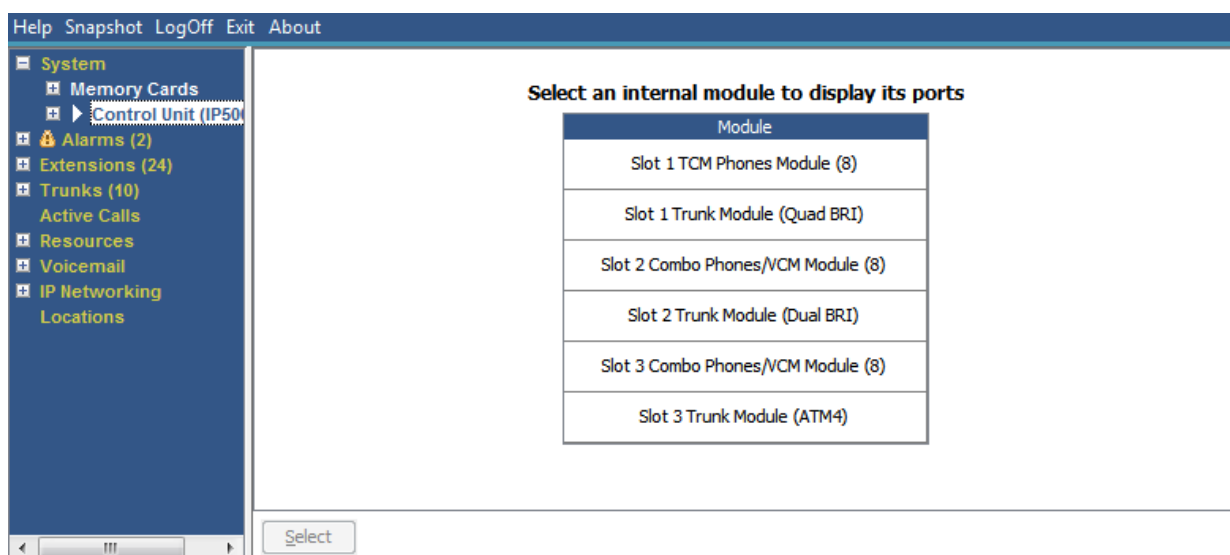 Help Snapshot LogOff Exit About
System
Memory Cards
Control Unit (IP500
Alarms (2)
Extensions (24)
Trunks (10)
Active Calls
Resources
Voicemail
IP Networking
Locations
Select an internal module to display its ports
Module
Slot 1 TCM Phones Module (8)
Slot 1 Trunk Module (Quad BRI)
Slot 2 Combo Phones/VCM Module (8)
Slot 2 Trunk Module (Dual BRI)
Slot 3 Combo Phones/VCM Module (8)
Slot 3 Trunk Module (ATM4)
Select